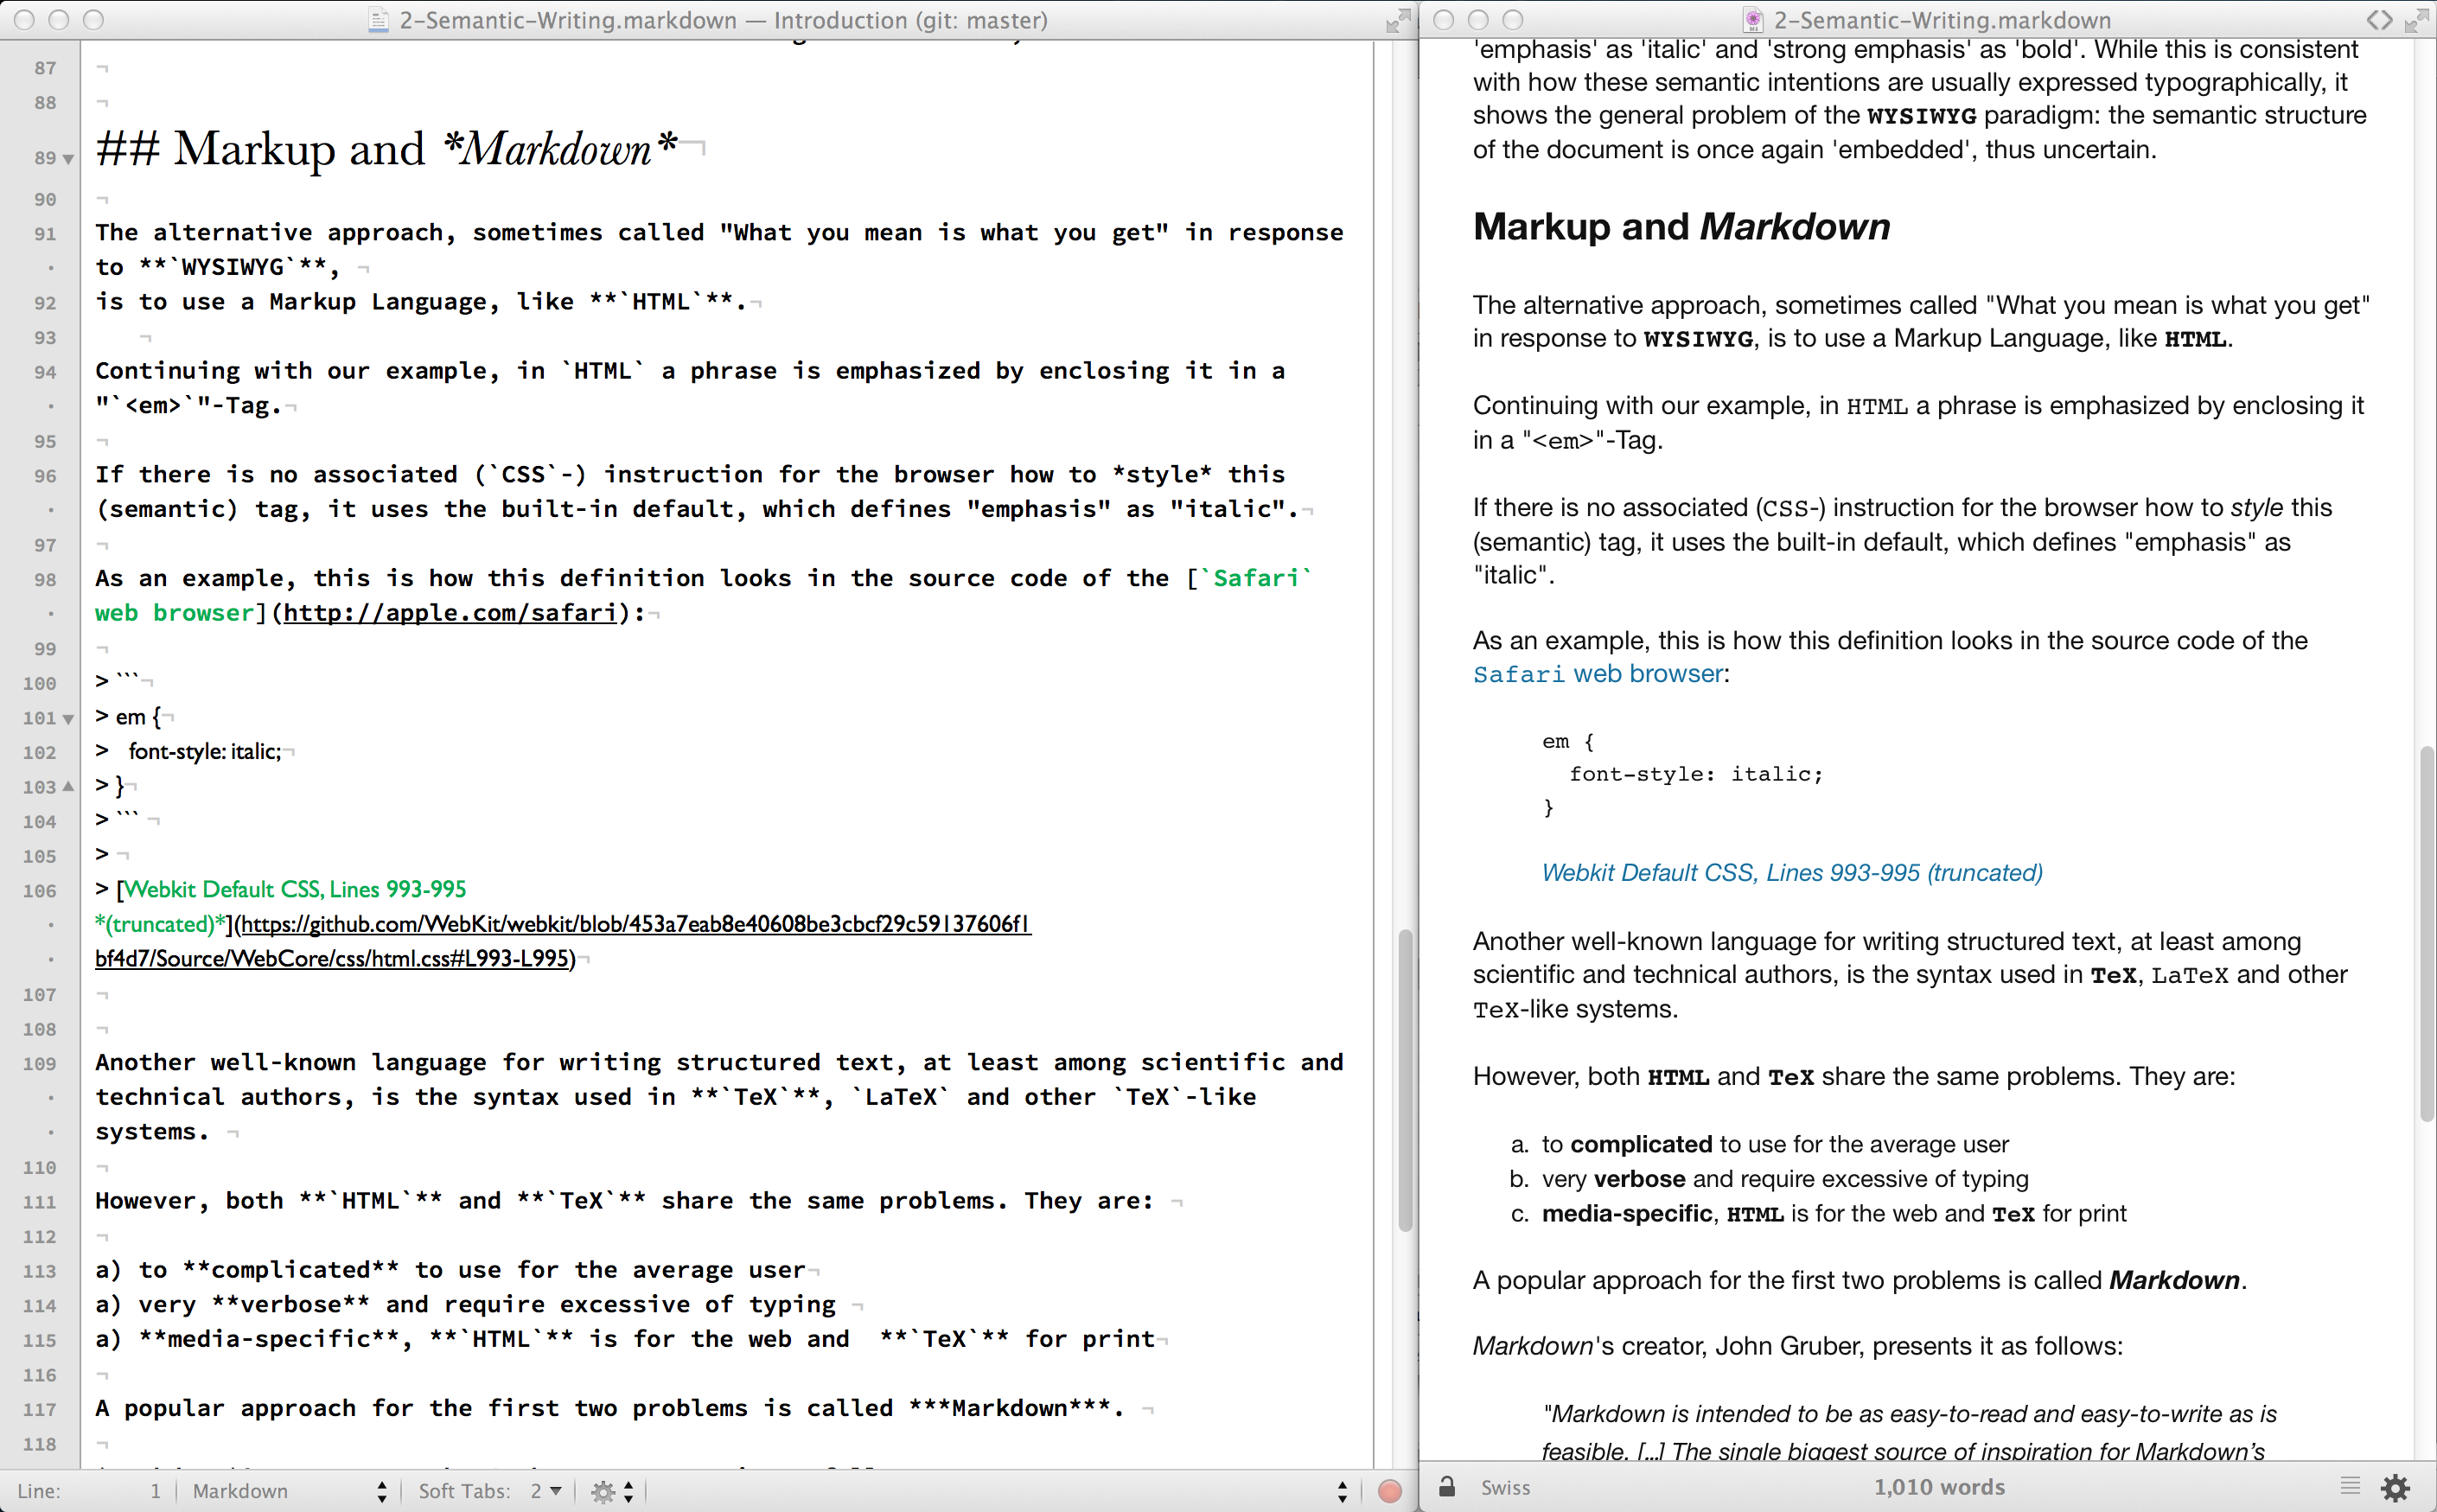 2-Semantic-Writing.markdown — Introduction (git: master)
87 ¬
88 ¬
89 ## Markup and *Markdown*¬
90 ¬
91 The alternative approach, sometimes called "What you mean is what you get" in response
to **`WYSIWYG`**, ¬
92 is to use a Markup Language, like **`HTML`**.¬
93 ¬
94 Continuing with our example, in `HTML` a phrase is emphasized by enclosing it in a
"`<em>`"-Tag.¬
95 ¬
96 If there is no associated (`CSS`-) instruction for the browser how to *style* this
(semantic) tag, it uses the built-in default, which defines "emphasis" as "italic".¬
97 ¬
98 As an example, this is how this definition looks in the source code of the [`Safari`
web browser](http://apple.com/safari):¬
99 ¬
100 > ```¬
101 > em {¬
102 >   font-style: italic;¬
103 > }¬
104 > ``` ¬
105 > ¬
106 > [Webkit Default CSS, Lines 993-995
*(truncated)*](https://github.com/WebKit/webkit/blob/453a7eab8e40608be3cbcf29c59137606f1
bf4d7/Source/WebCore/css/html.css#L993-L995)¬
107 ¬
108 ¬
109 Another well-known language for writing structured text, at least among scientific and
technical authors, is the syntax used in **`TeX`**, `LaTeX` and other `TeX`-like
systems. ¬
110 ¬
111 However, both **`HTML`** and **`TeX`** share the same problems. They are: ¬
112 ¬
113 a) to **complicated** to use for the average user¬
114 a) very **verbose** and require excessive of typing ¬
115 a) **media-specific**, **`HTML`** is for the web and  **`TeX`** for print¬
116 ¬
117 A popular approach for the first two problems is called ***Markdown***. ¬
118 ¬
Line: 1 Markdown Soft Tabs: 2
2-Semantic-Writing.markdown
'emphasis' as 'italic' and 'strong emphasis' as 'bold'. While this is consistent
with how these semantic intentions are usually expressed typographically, it
shows the general problem of the WYSIWYG paradigm: the semantic structure
of the document is once again 'embedded', thus uncertain.
Markup and Markdown
The alternative approach, sometimes called "What you mean is what you get"
in response to WYSIWYG, is to use a Markup Language, like HTML.
Continuing with our example, in HTML a phrase is emphasized by enclosing it
in a "<em>"-Tag.
If there is no associated (CSS-) instruction for the browser how to style this
(semantic) tag, it uses the built-in default, which defines "emphasis" as
"italic".
As an example, this is how this definition looks in the source code of the
Safari web browser:
em {
  font-style: italic;
}
Webkit Default CSS, Lines 993-995 (truncated)
Another well-known language for writing structured text, at least among
scientific and technical authors, is the syntax used in TeX, LaTeX and other
TeX-like systems.
However, both HTML and TeX share the same problems. They are:
a. to complicated to use for the average user
b. very verbose and require excessive of typing
c. media-specific, HTML is for the web and TeX for print
A popular approach for the first two problems is called Markdown.
Markdown's creator, John Gruber, presents it as follows:
"Markdown is intended to be as easy-to-read and easy-to-write as is
feasible. [...] The single biggest source of inspiration for Markdown's
Swiss 1,010 words